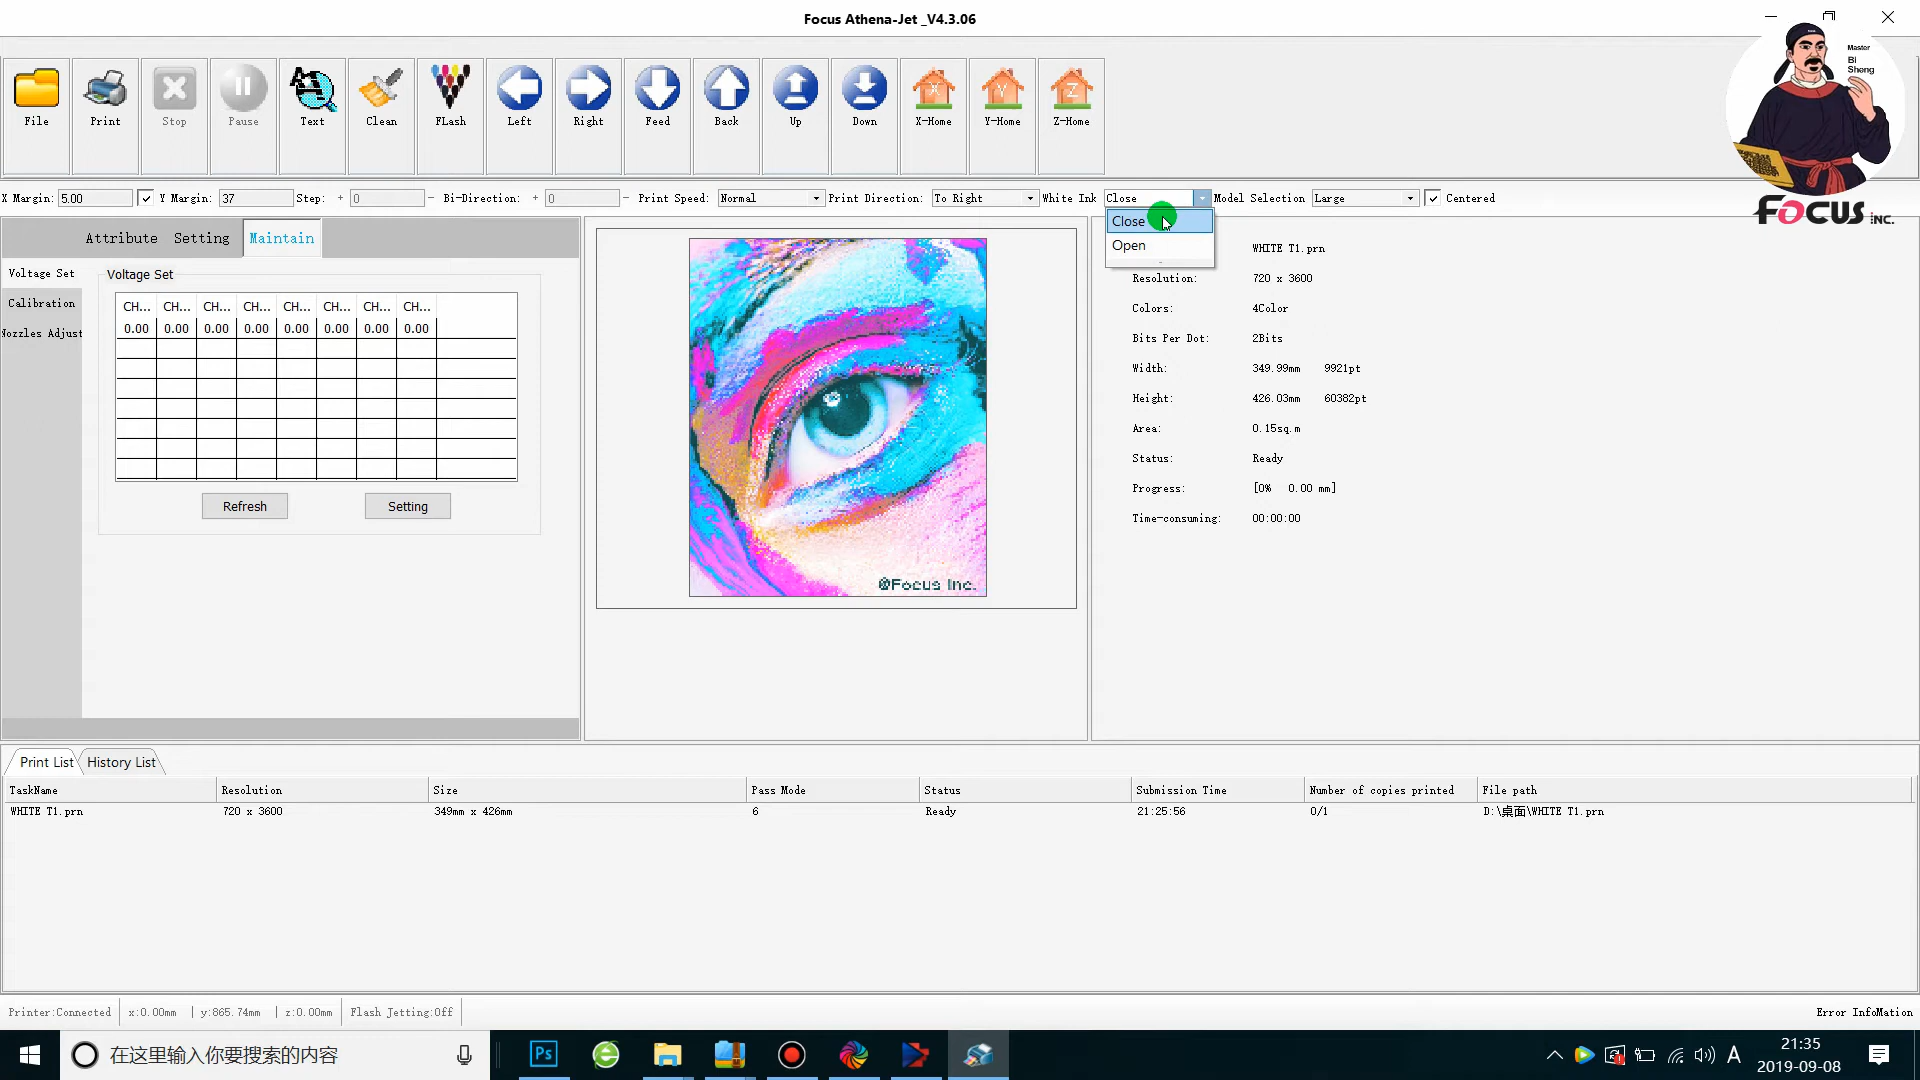 Focus Athena-Jet _V4.3.06
Master
Bi
Sheng
File
Print
Stop
Pause
Text
Clean
FLash
Left
Right
Feed
Back
Up
Down
X-Home
Y-Home
Z-Home
FOCUS INC.
X Margin: 5.00 Y Margin: 37 Step: + 0 - Bi-Direction: + 0 - Print Speed: Normal Print Direction: To Right White Ink Close Model Selection Large Centered
Close
Open
Attribute Setting Maintain
Voltage Set
Calibration
Nozzles Adjust
Voltage Set
CH... CH... CH... CH... CH... CH... CH... CH...
0.00 0.00 0.00 0.00 0.00 0.00 0.00 0.00
Refresh Setting
@Focus Inc.
WHITE T1.prn
Resolution: 720 x 3600
Colors: 4Color
Bits Per Dot: 2Bits
Width: 349.99mm 9921pt
Height: 426.03mm 60382pt
Area: 0.15sq.m
Status: Ready
Progress: [0% 0.00 mm]
Time-consuming: 00:00:00
Print List History List
TaskName Resolution Size Pass Mode Status Submission Time Number of copies printed File path
WHITE T1.prn 720 x 3600 349mm x 426mm 6 Ready 21:25:56 0/1 D:\桌面\WHITE T1.prn
Printer:Connected x:0.00mm y:865.74mm z:0.00mm Flash Jetting:Off Error InfoMation
在这里输入你要搜索的内容
Ps
A
21:35
2019-09-08